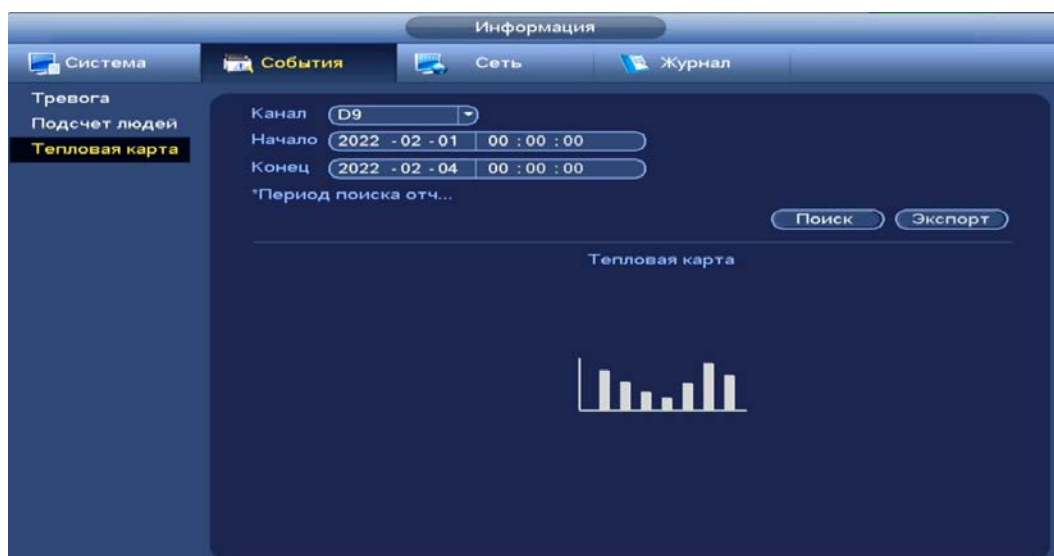 Информация
Система События Сеть Журнал
Тревога
Подсчет людей
Тепловая карта
Канал D9
Начало 2022 - 02 - 01 00 : 00 : 00
Конец 2022 - 02 - 04 00 : 00 : 00
*Период поиска отч...
Поиск Экспорт
Тепловая карта